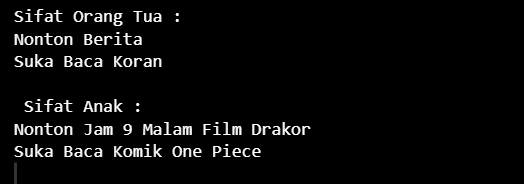 Sifat Orang Tua :
Nonton Berita
Suka Baca Koran
Sifat Anak :
Nonton Jam 9 Malam Film Drakor
Suka Baca Komik One Piece